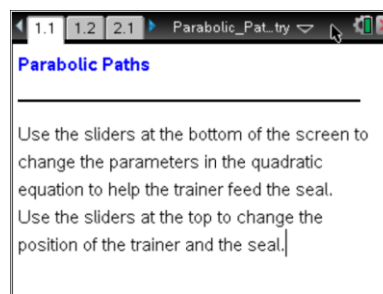 1.1 1.2 2.1 Parabolic_Pat...try
Parabolic Paths
Use the sliders at the bottom of the screen to
change the parameters in the quadratic
equation to help the trainer feed the seal.
Use the sliders at the top to change the
position of the trainer and the seal.